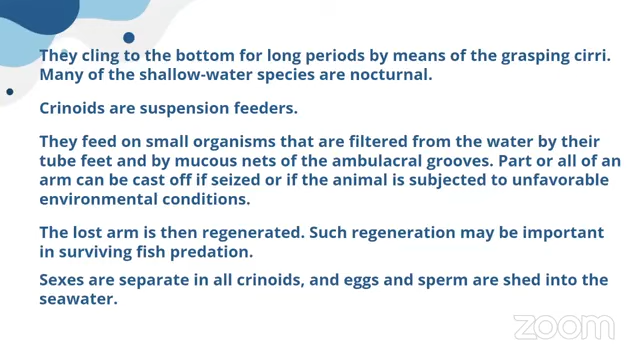 They cling to the bottom for long periods by means of the grasping cirri.
Many of the shallow-water species are nocturnal.
Crinoids are suspension feeders.
They feed on small organisms that are filtered from the water by their
tube feet and by mucous nets of the ambulacral grooves. Part or all of an
arm can be cast off if seized or if the animal is subjected to unfavorable
environmental conditions.
The lost arm is then regenerated. Such regeneration may be important
in surviving fish predation.
Sexes are separate in all crinoids, and eggs and sperm are shed into the
seawater.
zoom